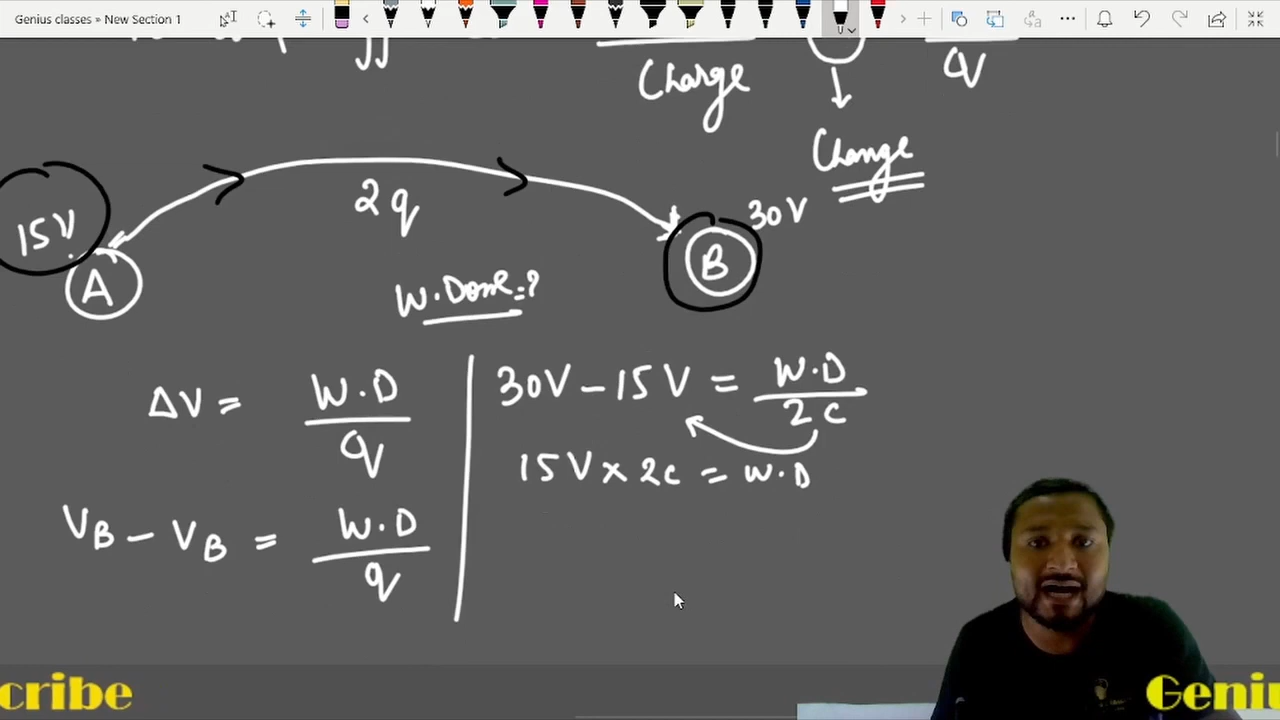 Genius classes » New Section 1
Charge
q
Change
15V
2q
30V
A
B
W.Done=?
ΔV = W.D / q
30V - 15V = W.D / 2C
15V × 2C = W.D
VB - VB = W.D / q
cribe
Geni